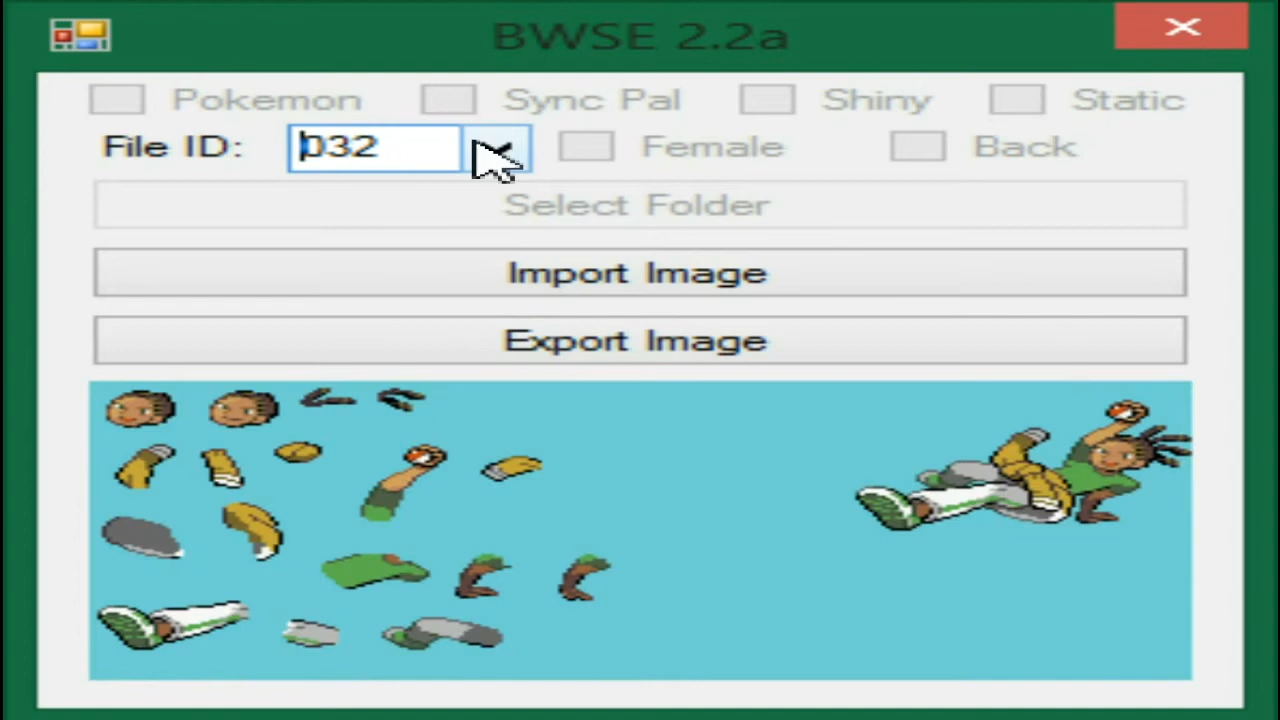 BWSE 2.2a
Pokemon Sync Pal Shiny Static
File ID: 032 Female Back
Select Folder
Import Image
Export Image